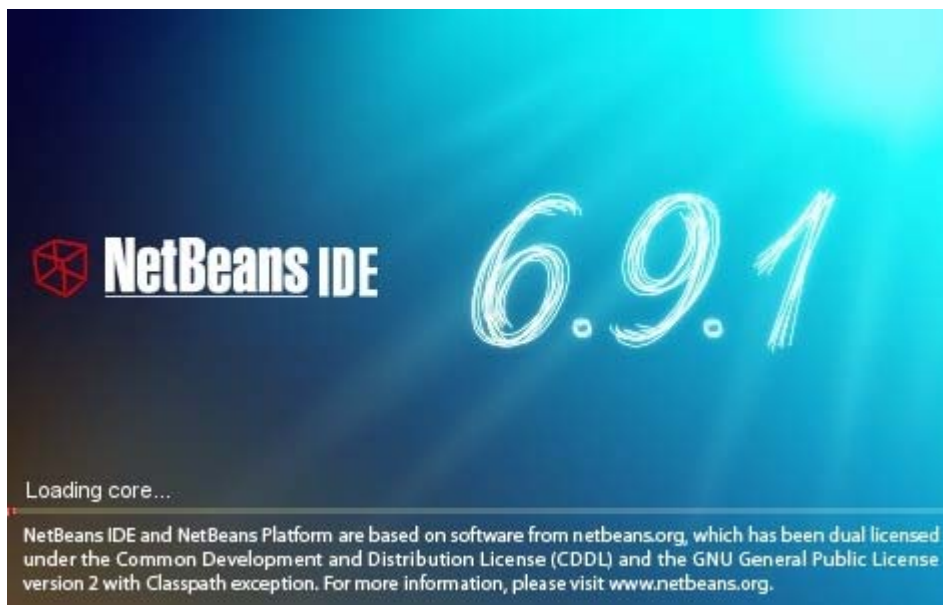 NetBeans IDE
6.9.1
Loading core...
NetBeans IDE and NetBeans Platform are based on software from netbeans.org, which has been dual licensed
under the Common Development and Distribution License (CDDL) and the GNU General Public License
version 2 with Classpath exception. For more information, please visit www.netbeans.org.